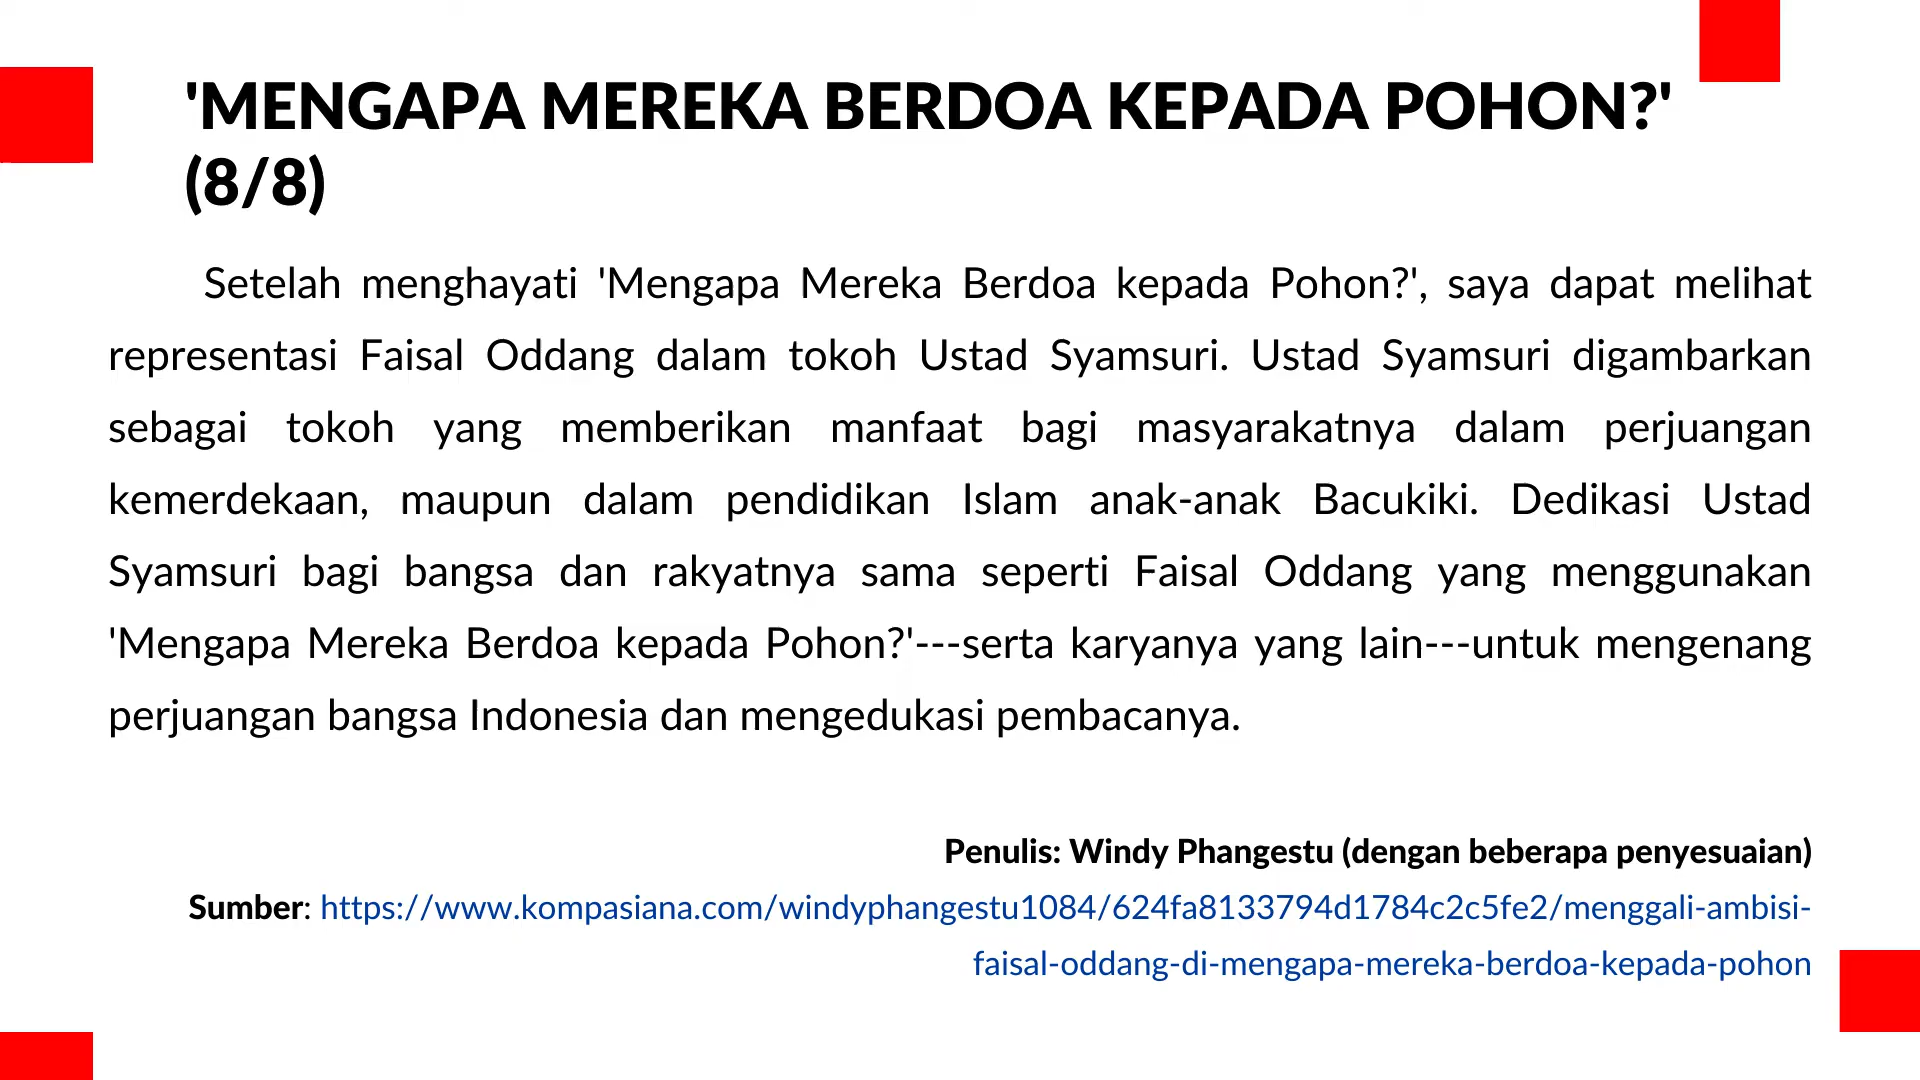 'MENGAPA MEREKA BERDOA KEPADA POHON?'
(8/8)
Setelah menghayati 'Mengapa Mereka Berdoa kepada Pohon?', saya dapat melihat
representasi Faisal Oddang dalam tokoh Ustad Syamsuri. Ustad Syamsuri digambarkan
sebagai tokoh yang memberikan manfaat bagi masyarakatnya dalam perjuangan
kemerdekaan, maupun dalam pendidikan Islam anak-anak Bacukiki. Dedikasi Ustad
Syamsuri bagi bangsa dan rakyatnya sama seperti Faisal Oddang yang menggunakan
'Mengapa Mereka Berdoa kepada Pohon?'---serta karyanya yang lain---untuk mengenang
perjuangan bangsa Indonesia dan mengedukasi pembacanya.
Penulis: Windy Phangestu (dengan beberapa penyesuaian)
Sumber: https://www.kompasiana.com/windyphangestu1084/624fa8133794d1784c2c5fe2/menggali-ambisi-
faisal-oddang-di-mengapa-mereka-berdoa-kepada-pohon